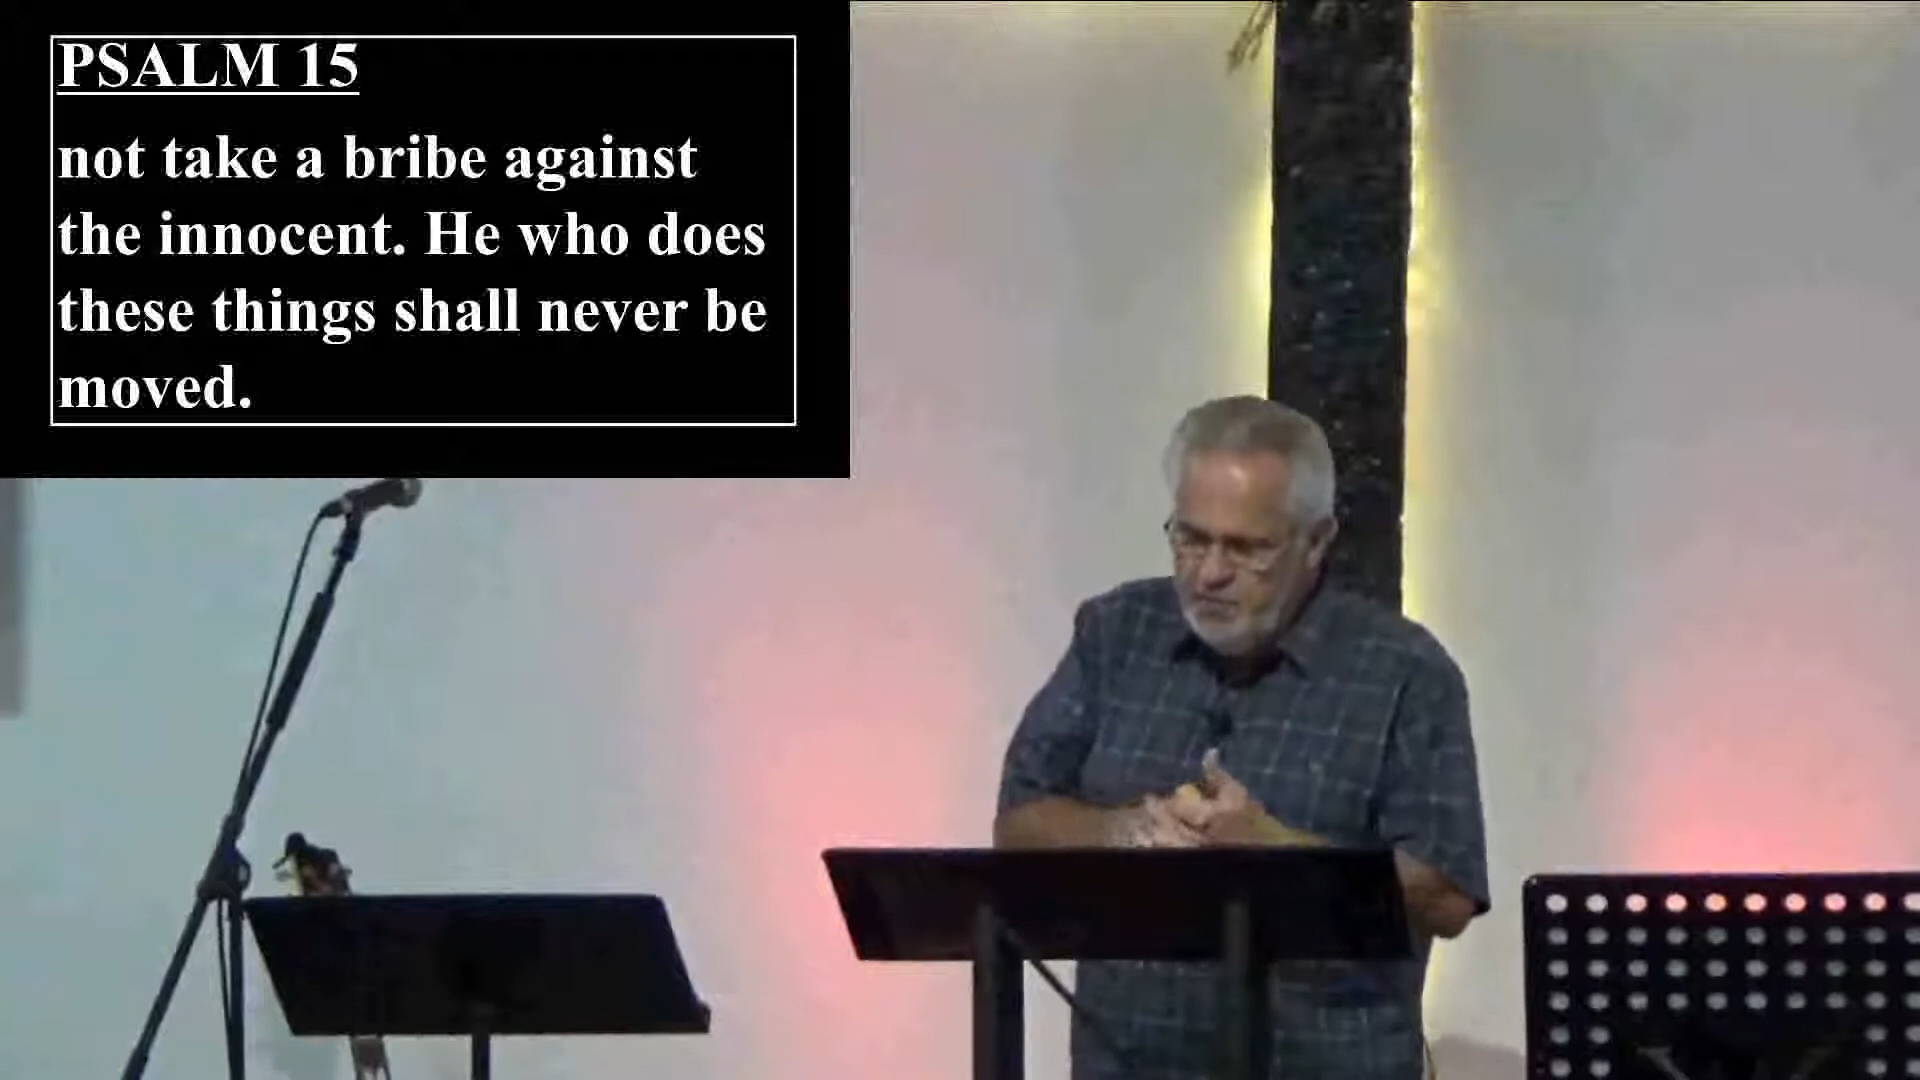 PSALM 15
not take a bribe against
the innocent. He who does
these things shall never be
moved.